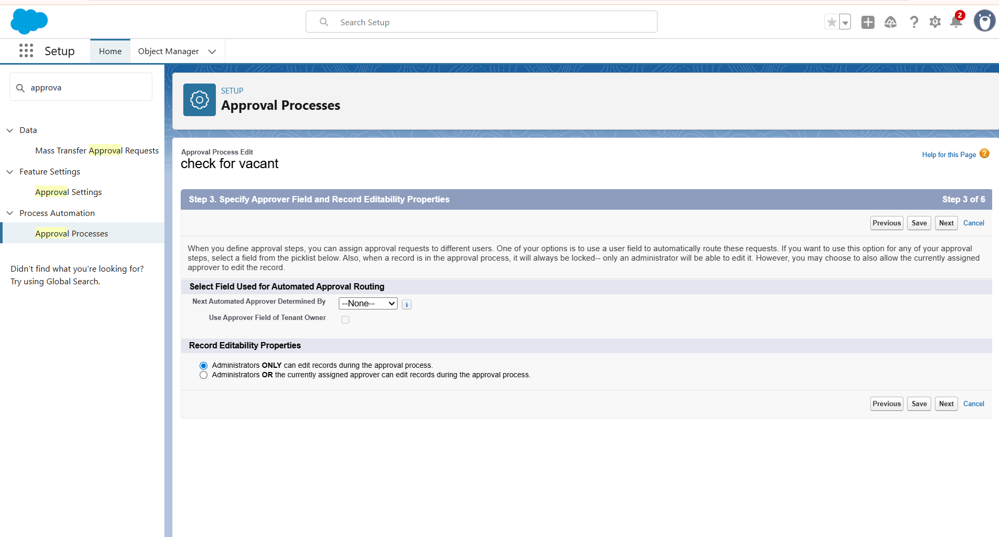 Search Setup
2
Setup
Home
Object Manager
approva
Data
Mass Transfer Approval Requests
Feature Settings
Approval Settings
Process Automation
Approval Processes
Didn't find what you're looking for?
Try using Global Search.
SETUP
Approval Processes
Approval Process Edit
check for vacant
Help for this Page ?
Step 3. Specify Approver Field and Record Editability Properties
Step 3 of 6
Previous Save Next Cancel
When you define approval steps, you can assign approval requests to different users. One of your options is to use a user field to automatically route these requests. If you want to use this option for any of your approval
steps, select a field from the picklist below. Also, when a record is in the approval process, it will always be locked-- only an administrator will be able to edit it. However, you may choose to also allow the currently assigned
approver to edit the record.
Select Field Used for Automated Approval Routing
Next Automated Approver Determined By --None-- i
Use Approver Field of Tenant Owner
Record Editability Properties
Administrators ONLY can edit records during the approval process.
Administrators OR the currently assigned approver can edit records during the approval process.
Previous Save Next Cancel